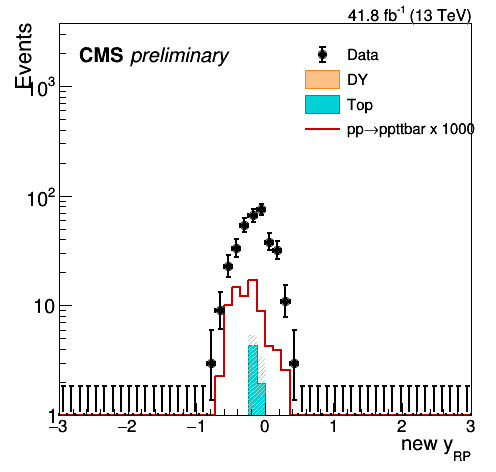 41.8 fb⁻¹ (13 TeV)
Events
CMS preliminary
Data
DY
Top
pp→ppttbar x 1000
10³
10²
10
1
−3 −2 −1 0 1 2 3
new y_RP